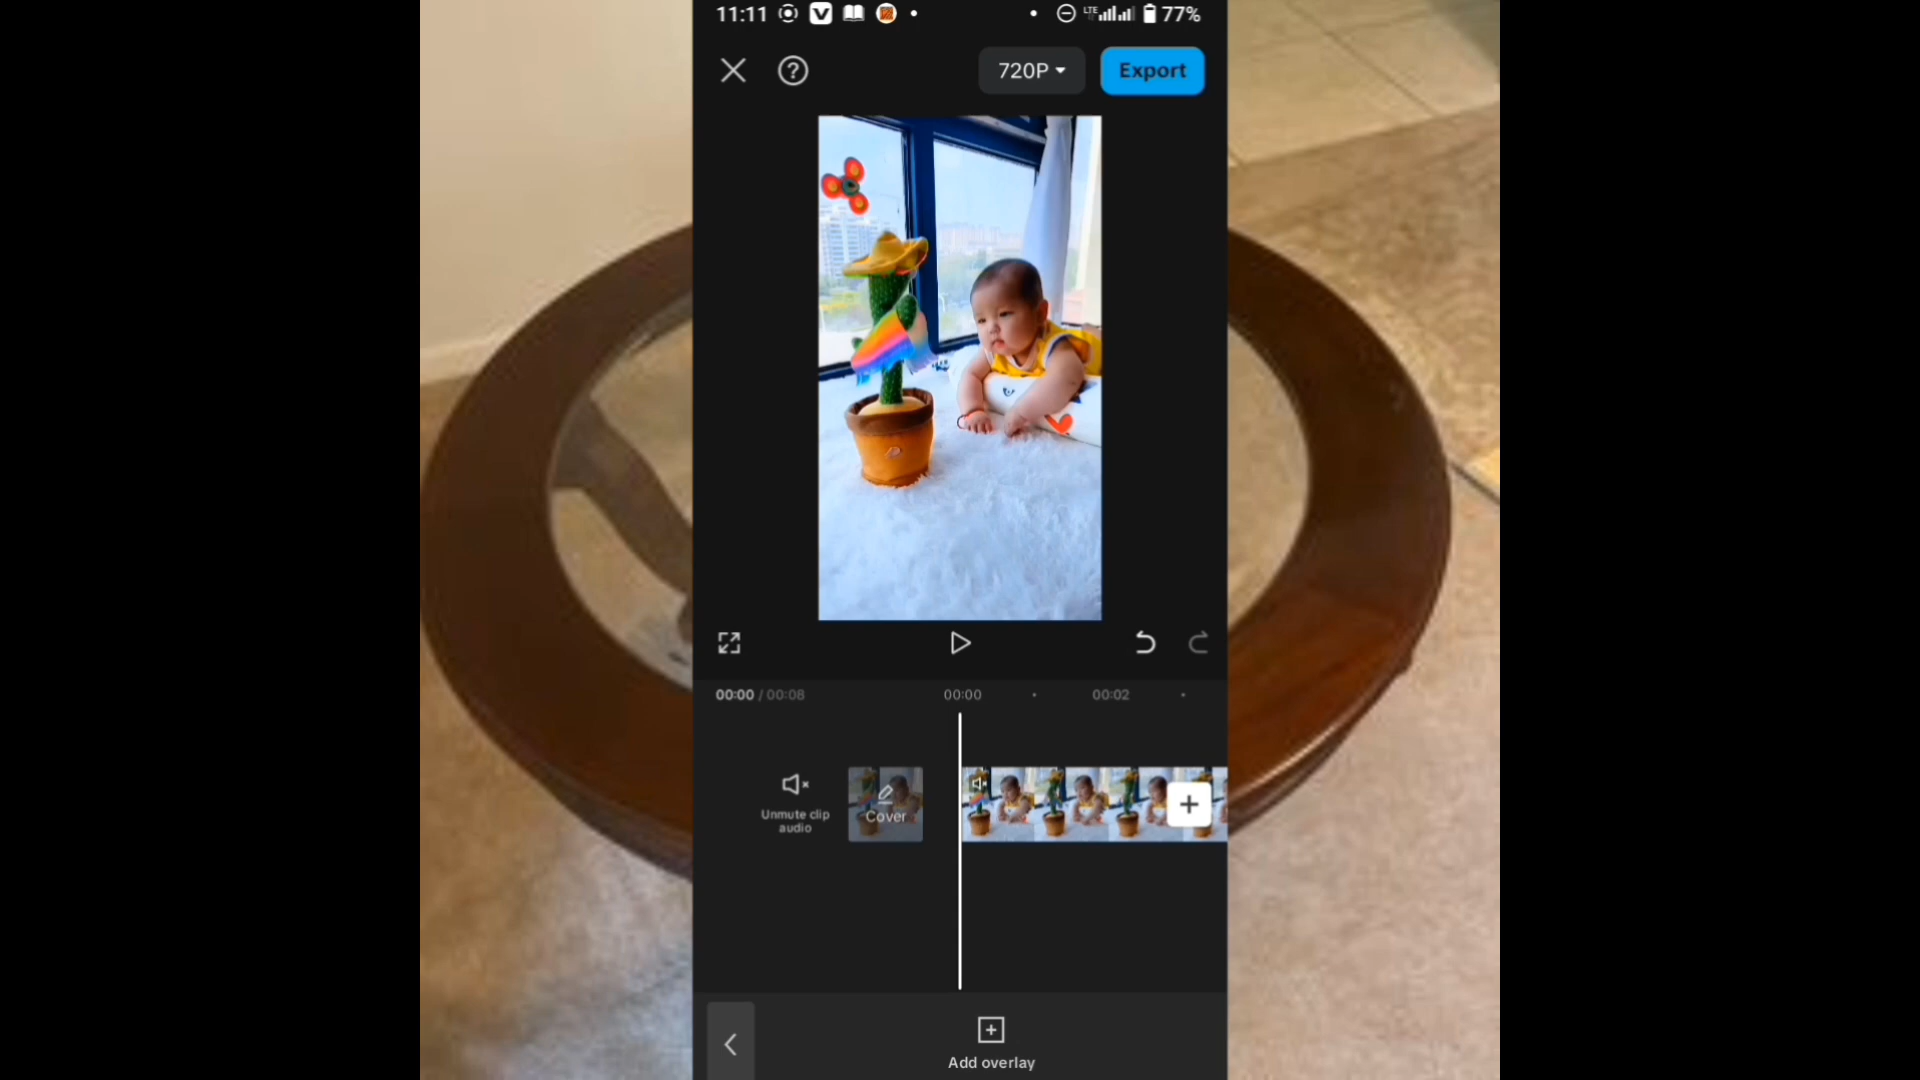 11:11
LTE
77%
720P
Export
00:00 / 00:08
00:00
00:02
Unmute clip
audio
Cover
Add overlay